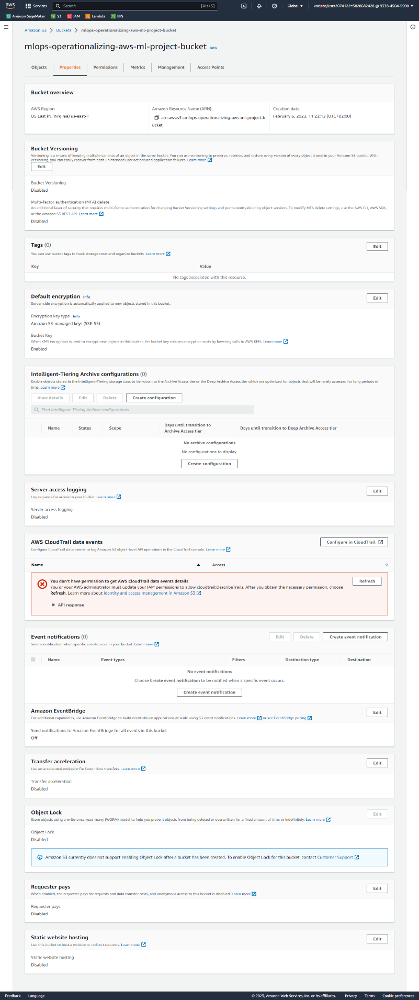 aws
Services
Search
[Alt+S]
Global
voclabs/user2074122=5828682428 @ 9338-4504-5900
Amazon SageMaker
S3
IAM
Lambda
EFS
Amazon S3
Buckets
mlops-operationalizing-aws-ml-project-bucket
mlops-operationalizing-aws-ml-project-bucket Info
Objects
Properties
Permissions
Metrics
Management
Access Points
Bucket overview
AWS Region
US East (N. Virginia) us-east-1
Amazon Resource Name (ARN)
arn:aws:s3:::mlops-operationalizing-aws-ml-project-b
ucket
Creation date
February 6, 2023, 11:22:12 (UTC+02:00)
Bucket Versioning
Versioning is a means of keeping multiple variants of an object in the same bucket. You can use versioning to preserve, retrieve, and restore every version of every object stored in your Amazon S3 bucket. With
versioning, you can easily recover from both unintended user actions and application failures. Learn more
Edit
Bucket Versioning
Disabled
Multi-factor authentication (MFA) delete
An additional layer of security that requires multi-factor authentication for changing Bucket Versioning settings and permanently deleting object versions. To modify MFA delete settings, use the AWS CLI, AWS SDK,
or the Amazon S3 REST API. Learn more
Disabled
Tags (0)
Edit
You can use bucket tags to track storage costs and organize buckets. Learn more
Key
Value
No tags associated with this resource.
Default encryption Info
Edit
Server-side encryption is automatically applied to new objects stored in this bucket.
Encryption key type Info
Amazon S3-managed keys (SSE-S3)
Bucket Key
When KMS encryption is used to encrypt new objects in this bucket, the bucket key reduces encryption costs by lowering calls to AWS KMS. Learn more
Enabled
Intelligent-Tiering Archive configurations (0)
Enable objects stored in the Intelligent-Tiering storage class to tier-down to the Archive Access tier or the Deep Archive Access tier which are optimized for objects that will be rarely accessed for long periods of
time. Learn more
View details
Edit
Delete
Create configuration
Find Intelligent-Tiering Archive configurations
Name
Status
Scope
Days until transition to
Archive Access tier
Days until transition to Deep Archive Access tier
No archive configurations
No configurations to display.
Create configuration
Server access logging
Edit
Log requests for access to your bucket. Learn more
Server access logging
Disabled
AWS CloudTrail data events
Configure in CloudTrail
Configure CloudTrail data events to log Amazon S3 object-level API operations in the CloudTrail console. Learn more
Name
Access
You don't have permission to get AWS CloudTrail data events details
Refresh
You or your AWS administrator must update your IAM permissions to allow cloudtrail:DescribeTrails. After you obtain the necessary permission, choose
Refresh. Learn more about Identity and access management in Amazon S3
API response
Event notifications (0)
Edit
Delete
Create event notification
Send a notification when specific events occur in your bucket. Learn more
Name
Event types
Filters
Destination type
Destination
No event notifications
Choose Create event notification to be notified when a specific event occurs.
Create event notification
Amazon EventBridge
Edit
For additional capabilities, use Amazon EventBridge to build event-driven applications at scale using S3 event notifications. Learn more or see EventBridge pricing
Send notifications to Amazon EventBridge for all events in this bucket
Off
Transfer acceleration
Edit
Use an accelerated endpoint for faster data transfers. Learn more
Transfer acceleration
Disabled
Object Lock
Edit
Store objects using a write-once-read-many (WORM) model to help you prevent objects from being deleted or overwritten for a fixed amount of time or indefinitely. Learn more
Object Lock
Disabled
Amazon S3 currently does not support enabling Object Lock after a bucket has been created. To enable Object Lock for this bucket, contact Customer Support
Requester pays
Edit
When enabled, the requester pays for requests and data transfer costs, and anonymous access to this bucket is disabled. Learn more
Requester pays
Disabled
Static website hosting
Edit
Use this bucket to host a website or redirect requests. Learn more
Static website hosting
Disabled
Feedback
Language
© 2023, Amazon Web Services, Inc. or its affiliates.
Privacy
Terms
Cookie preferences